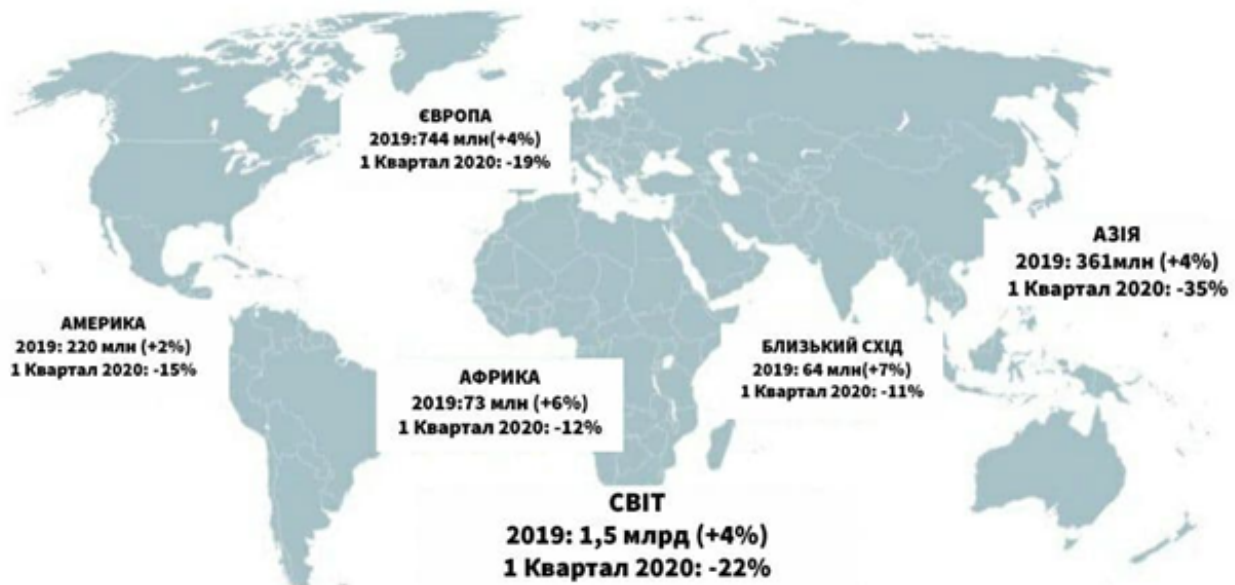 ЄВРОПА
2019:744 млн(+4%)
1 Квартал 2020: -19%
АЗІЯ
2019: 361млн (+4%)
1 Квартал 2020: -35%
АМЕРИКА
2019: 220 млн (+2%)
1 Квартал 2020: -15%
БЛИЗЬКИЙ СХІД
2019: 64 млн(+7%)
1 Квартал 2020: -11%
АФРИКА
2019:73 млн (+6%)
1 Квартал 2020: -12%
СВІТ
2019: 1,5 млрд (+4%)
1 Квартал 2020: -22%